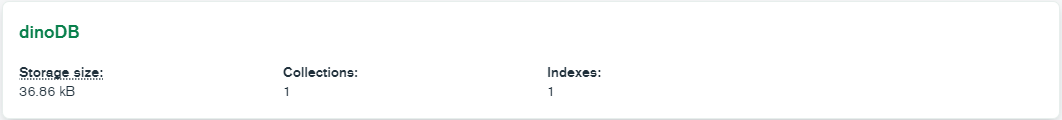 dinoDB
Storage size: Collections: Indexes:
36.86 kB 1 1